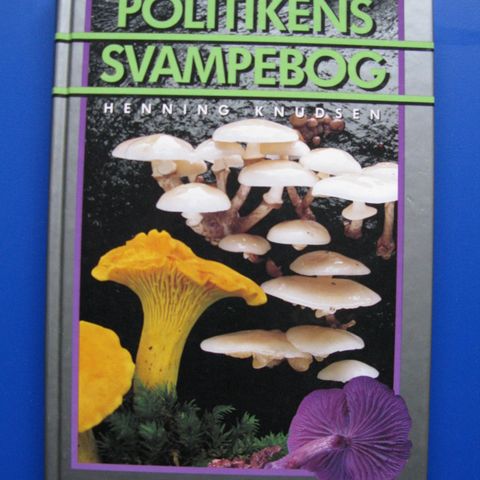 POLITIKENS
SVAMPEBOG
HENNING KNUDSEN